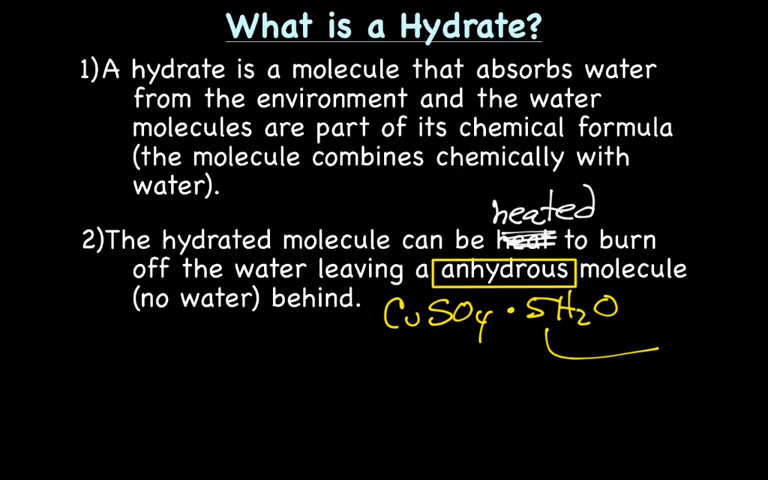 What is a Hydrate?
1)A hydrate is a molecule that absorbs water
from the environment and the water
molecules are part of its chemical formula
(the molecule combines chemically with
water).
heated
2)The hydrated molecule can be heat to burn
off the water leaving a anhydrous molecule
(no water) behind.
CuSO4 · 5H2O